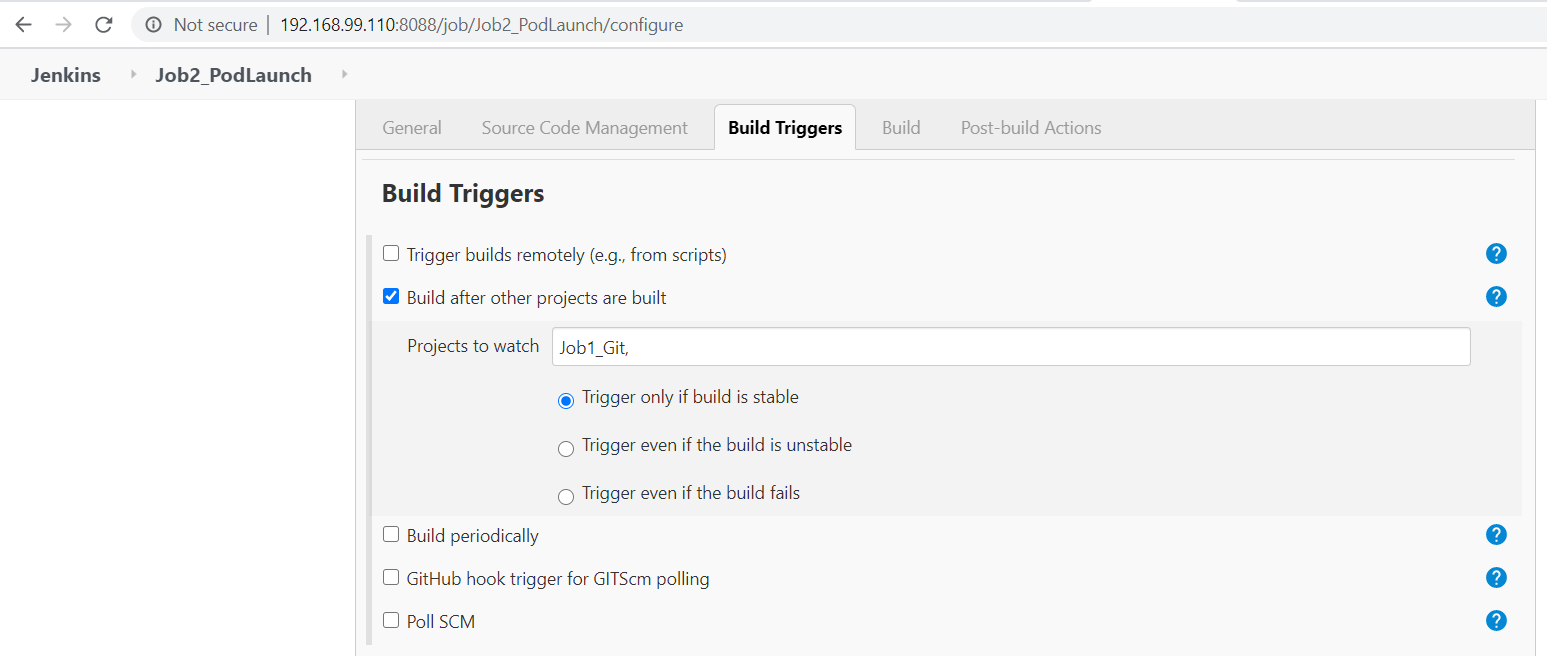 Not secure | 192.168.99.110:8088/job/Job2_PodLaunch/configure
Jenkins Job2_PodLaunch
General Source Code Management Build Triggers Build Post-build Actions
Build Triggers
Trigger builds remotely (e.g., from scripts) ?
Build after other projects are built ?
Projects to watch Job1_Git,
Trigger only if build is stable
Trigger even if the build is unstable
Trigger even if the build fails
Build periodically ?
GitHub hook trigger for GITScm polling ?
Poll SCM ?